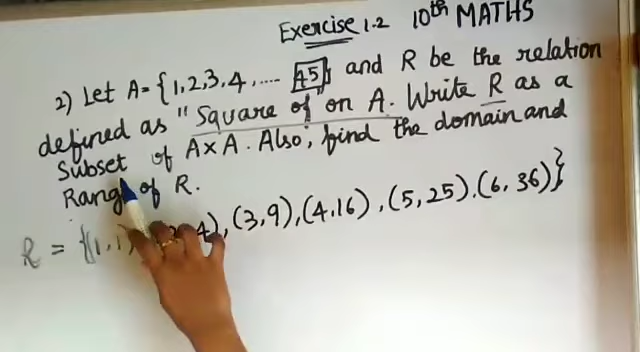 Exercise 1.2 10th MATHS
2) Let A = {1,2,3,4,..... 45} and R be the relation
defined as "Square of" on A. Write R as a
Subset of A×A. Also, find the domain and
Range of R.
R = {(1,1) 4), (3,9), (4,16), (5,25), (6,36)}